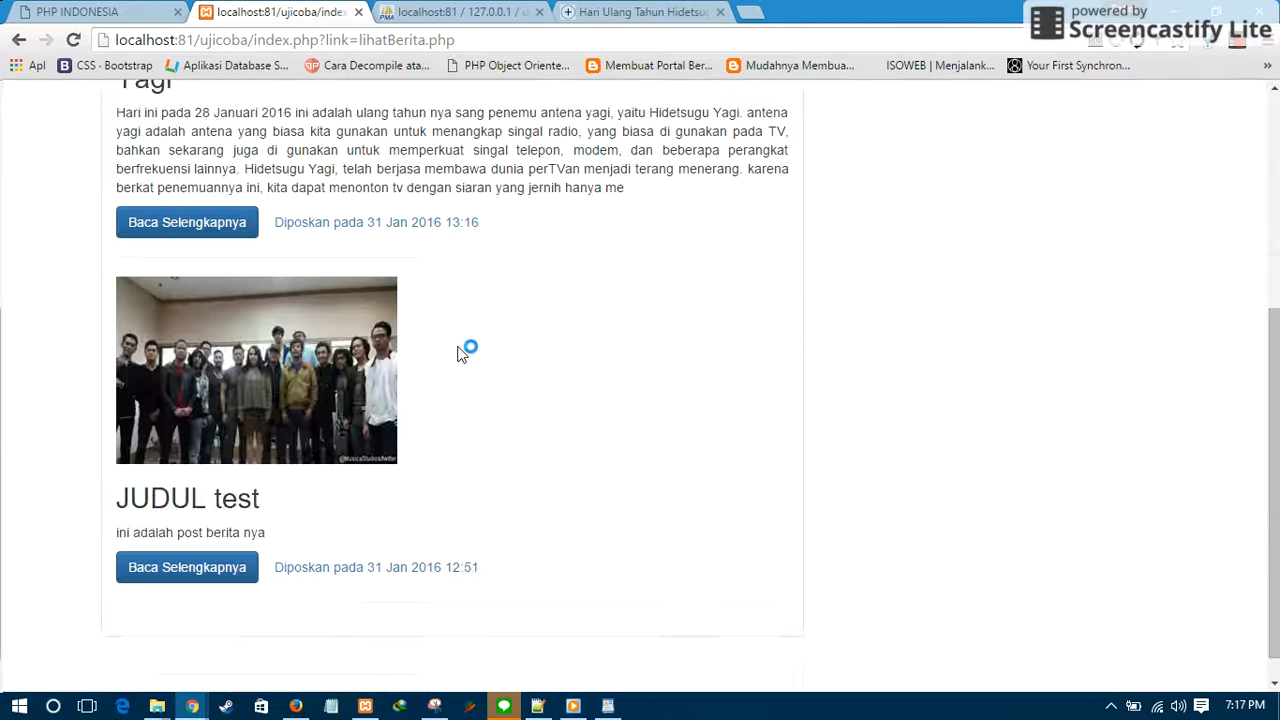 PHP INDONESIA
localhost:81/ujicoba/index
localhost:81 / 127.0.0.1 / u
Hari Ulang Tahun Hidetsu
powered by
Screencastify Lite
localhost:81/ujicoba/index.php?link=lihatBerita.php
Apl
CSS · Bootstrap
Aplikasi Database S...
Cara Decompile ata...
PHP Object Oriente...
Membuat Portal Ber...
Mudahnya Membua...
ISOWEB | Menjalank...
Your First Synchron...
Yagi
Hari ini pada 28 Januari 2016 ini adalah ulang tahun nya sang penemu antena yagi, yaitu Hidetsugu Yagi. antena
yagi adalah antena yang biasa kita gunakan untuk menangkap singal radio, yang biasa di gunakan pada TV,
bahkan sekarang juga di gunakan untuk memperkuat singal telepon, modem, dan beberapa perangkat
berfrekuensi lainnya. Hidetsugu Yagi, telah berjasa membawa dunia perTVan menjadi terang menerang. karena
berkat penemuannya ini, kita dapat menonton tv dengan siaran yang jernih hanya me
Baca Selengkapnya
Diposkan pada 31 Jan 2016 13:16
@MusicaStudios/Twitter
JUDUL test
ini adalah post berita nya
Baca Selengkapnya
Diposkan pada 31 Jan 2016 12:51
7:17 PM